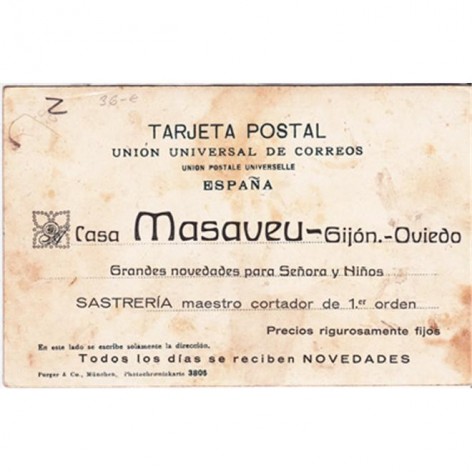 Z 36-e
TARJETA POSTAL
UNIÓN UNIVERSAL DE CORREOS
UNION POSTALE UNIVERSELLE
ESPAÑA
Casa Masaveu-Gijón.-Oviedo
Grandes novedades para Señora y Niños
SASTRERÍA maestro cortador de 1.er orden
Precios rigurosamente fijos
En este lado se escribe solamente la dirección.
Todos los días se reciben NOVEDADES
Purger & Co., München, Photochromiekarte 3805